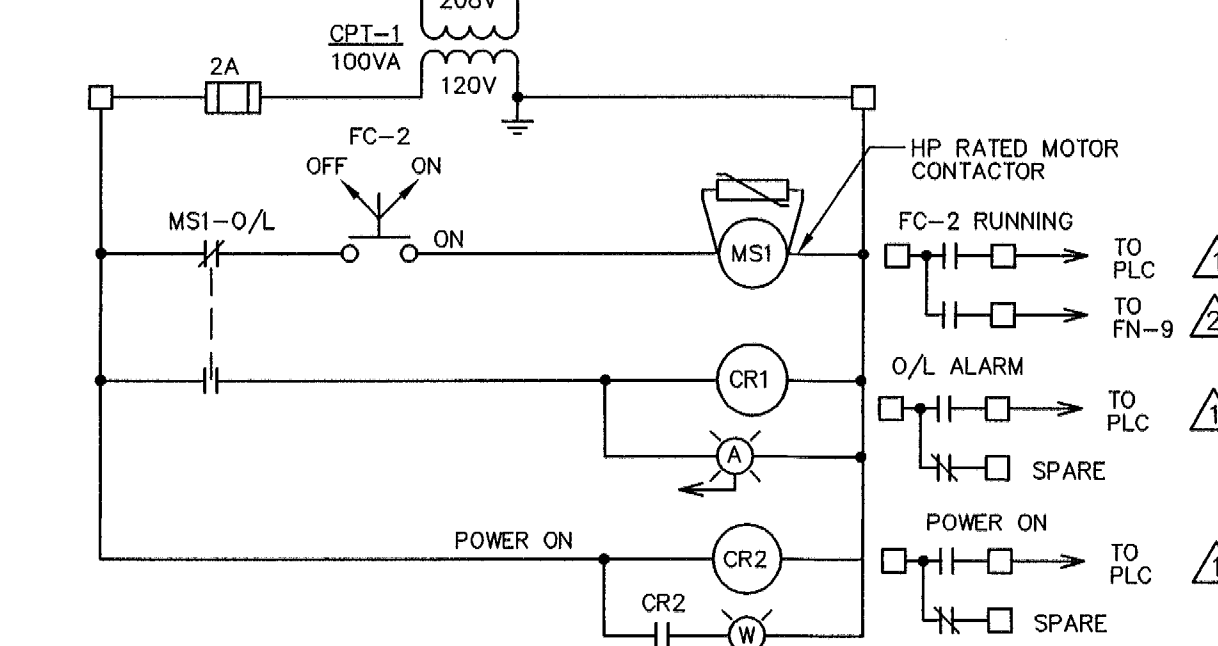 208V
CPT-1
100VA
2A
120V
FC-2
OFF
ON
HP RATED MOTOR
CONTACTOR
MS1-O/L
ON
MS1
FC-2 RUNNING
TO
PLC
1
TO
FN-9
2
O/L ALARM
CR1
TO
PLC
1
A
SPARE
POWER ON
POWER ON
CR2
TO
PLC
1
CR2
W
SPARE